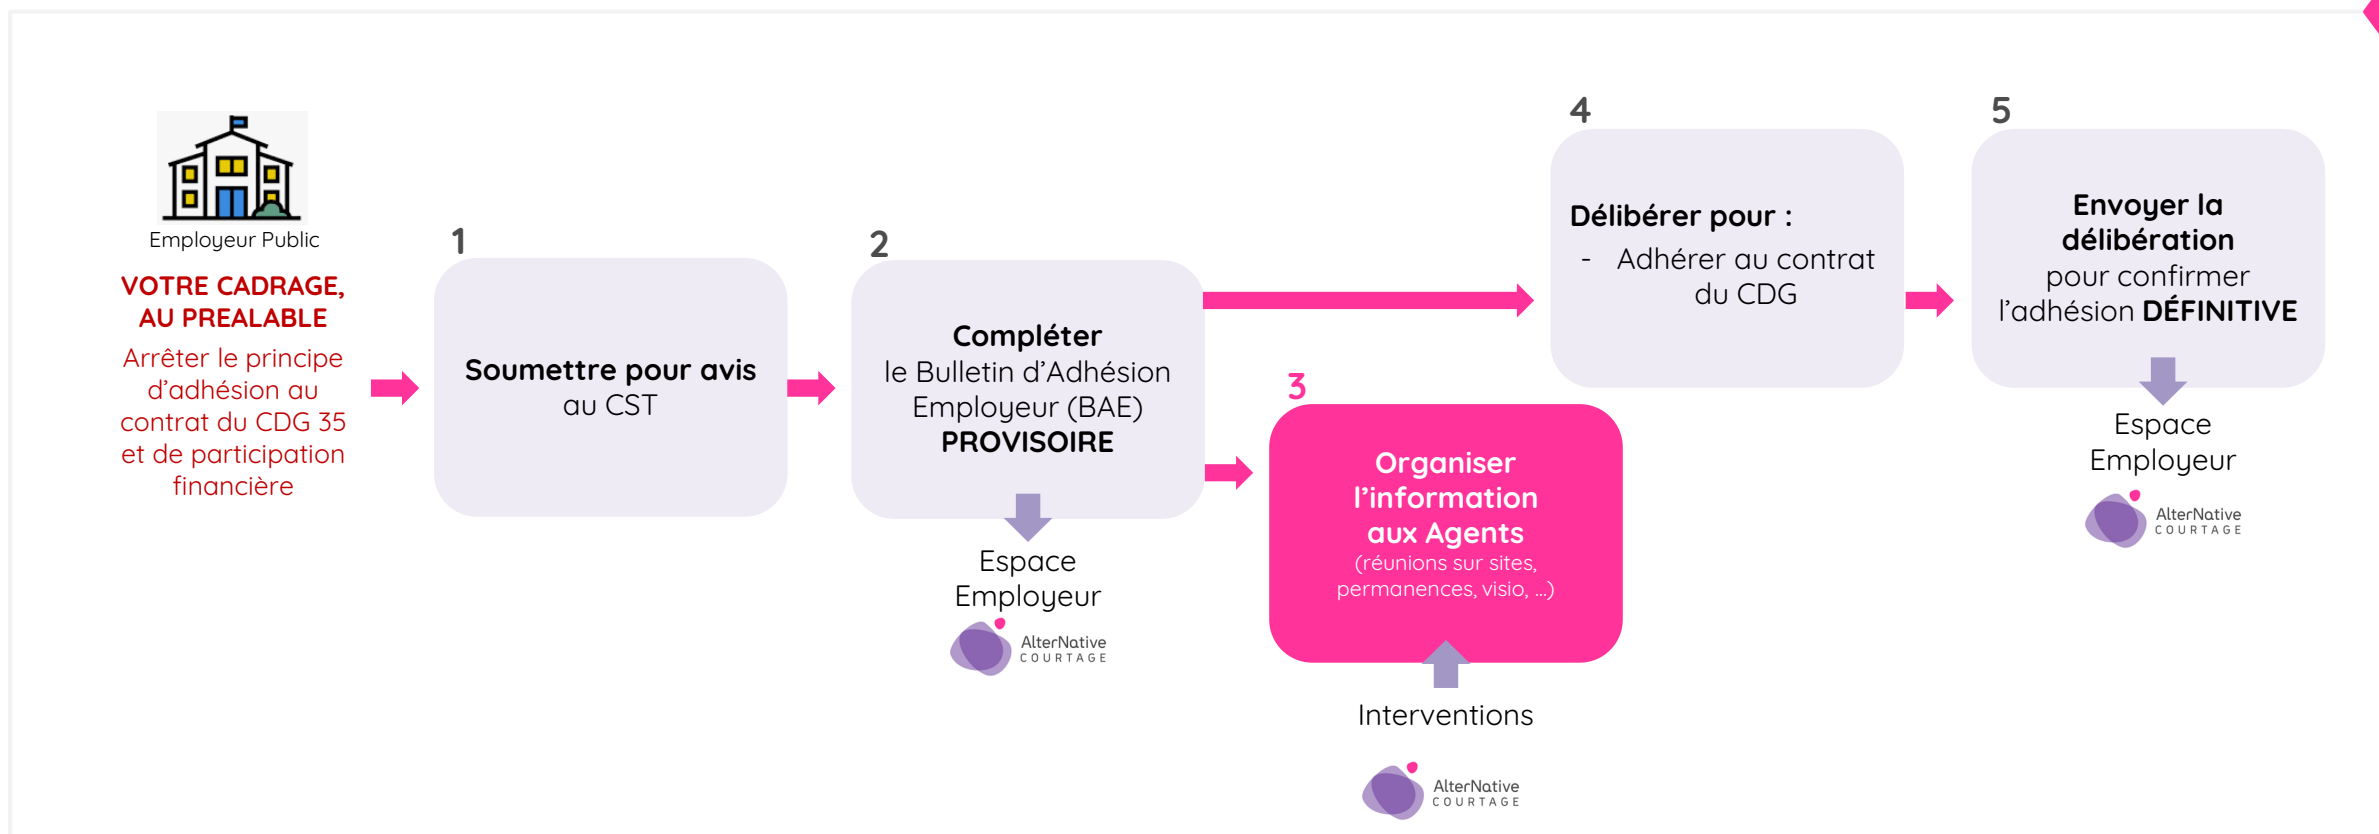 Employeur Public
VOTRE CADRAGE,
AU PREALABLE
Arrêter le principe
d'adhésion au
contrat du CDG 35
et de participation
financière
1
Soumettre pour avis
au CST
2
Compléter
le Bulletin d'Adhésion
Employeur (BAE)
PROVISOIRE
Espace
Employeur
AlterNative
COURTAGE
3
Organiser
l'information
aux Agents
(réunions sur sites,
permanences, visio, ...)
Interventions
AlterNative
COURTAGE
4
Délibérer pour :
- Adhérer au contrat
du CDG
5
Envoyer la
délibération
pour confirmer
l'adhésion DÉFINITIVE
Espace
Employeur
AlterNative
COURTAGE